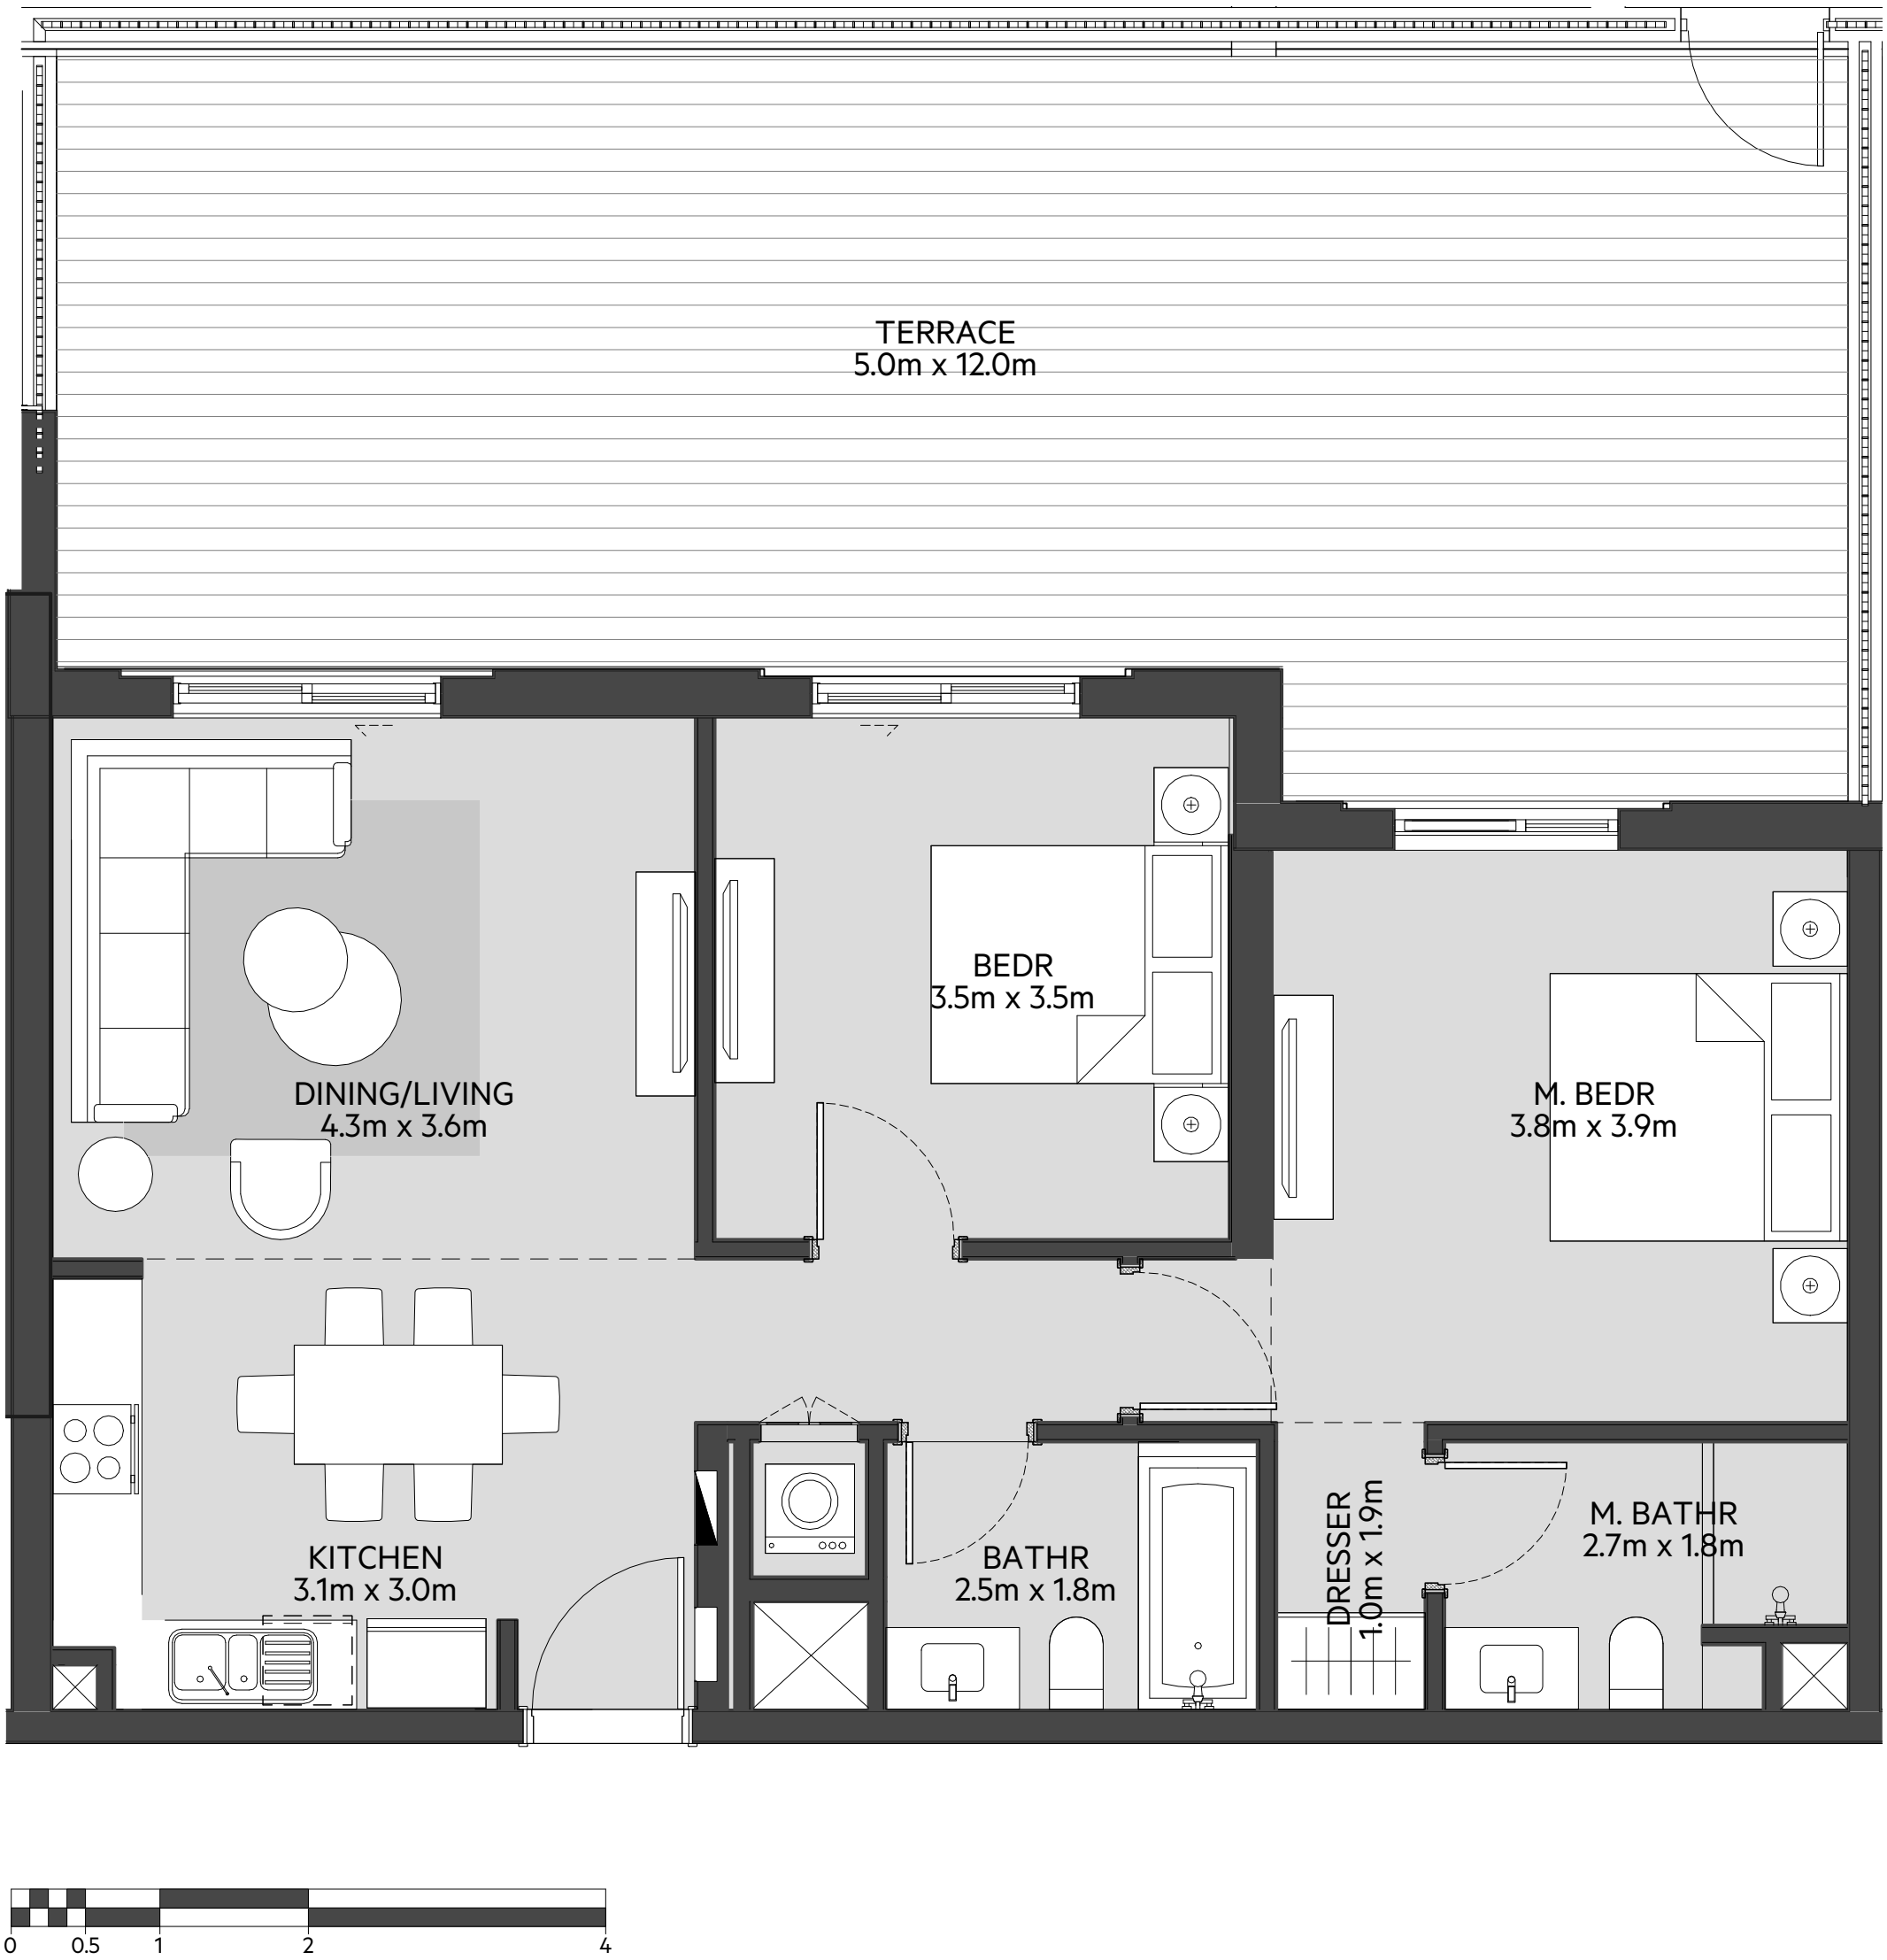 TERRACE
5.0m x 12.0m
BEDR
3.5m x 3.5m
DINING/LIVING
4.3m x 3.6m
M. BEDR
3.8m x 3.9m
KITCHEN
3.1m x 3.0m
BATHR
2.5m x 1.8m
DRESSER
1.0m x 1.9m
M. BATHR
2.7m x 1.8m
0 0.5 1 2 4